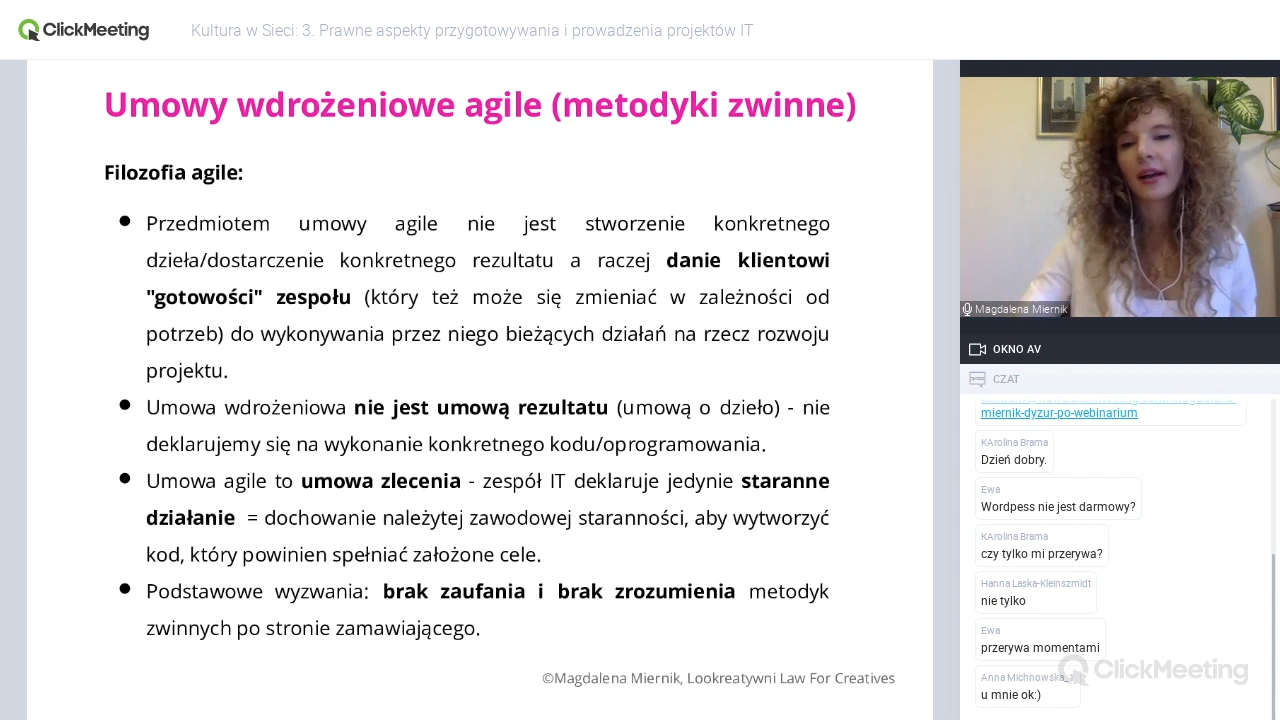 ClickMeeting
Kultura w Sieci: 3. Prawne aspekty przygotowywania i prowadzenia projektów IT
Umowy wdrożeniowe agile (metodyki zwinne)
Filozofia agile:
● Przedmiotem umowy agile nie jest stworzenie konkretnego
dzieła/dostarczenie konkretnego rezultatu a raczej danie klientowi
"gotowości" zespołu (który też może się zmieniać w zależności od
potrzeb) do wykonywania przez niego bieżących działań na rzecz rozwoju
projektu.
● Umowa wdrożeniowa nie jest umową rezultatu (umową o dzieło) - nie
deklarujemy się na wykonanie konkretnego kodu/oprogramowania.
● Umowa agile to umowa zlecenia - zespół IT deklaruje jedynie staranne
działanie = dochowanie należytej zawodowej staranności, aby wytworzyć
kod, który powinien spełniać założone cele.
● Podstawowe wyzwania: brak zaufania i brak zrozumienia metodyk
zwinnych po stronie zamawiającego.
©Magdalena Miernik, Lookreatywni Law For Creatives
Magdalena Miernik
OKNO AV
CZAT
miernik-dyzur-po-webinarium
KArolina Brama
Dzień dobry.
Ewa
Wordpess nie jest darmowy?
KArolina Brama
czy tylko mi przerywa?
Hanna Laska-Kleinszmidt
nie tylko
Ewa
przerywa momentami
Anna Michnowska_
u mnie ok:)
ClickMeeting